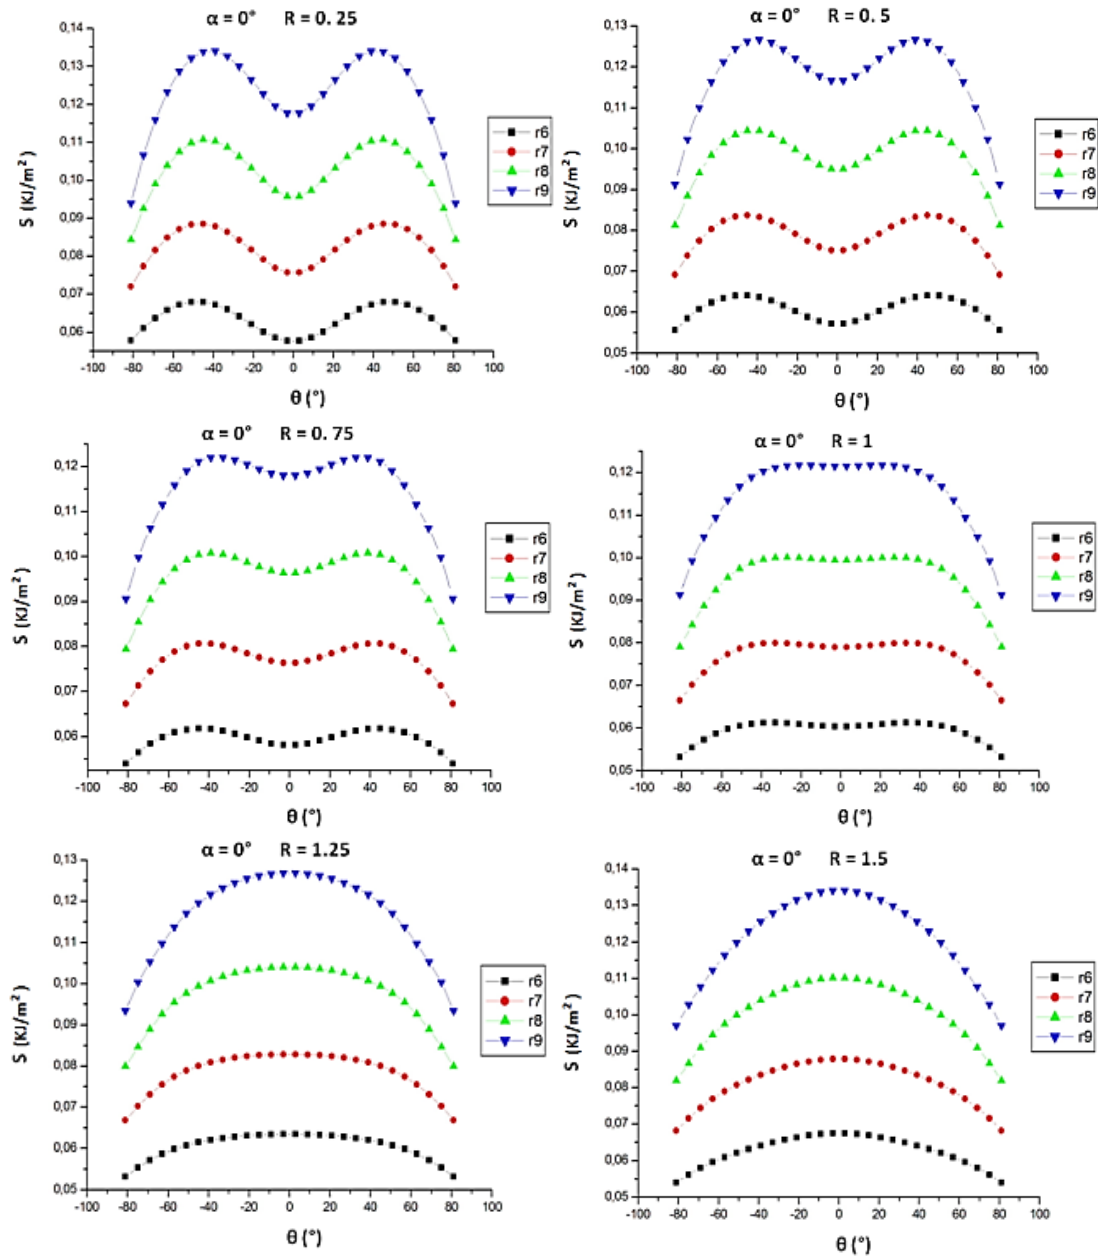 α = 0° R = 0. 25
0,14
0,13
0,12
0,11
0,10
0,09
0,08
0,07
0,06
S (KJ/m²)
-100 -80 -60 -40 -20 0 20 40 60 80 100
θ (°)
r6
r7
r8
r9
α = 0° R = 0. 5
0,13
0,12
0,11
0,10
0,09
0,08
0,07
0,06
0,05
S (KJ/m²)
-100 -80 -60 -40 -20 0 20 40 60 80 100
θ (°)
r6
r7
r8
r9
α = 0° R = 0. 75
0,12
0,11
0,10
0,09
0,08
0,07
0,06
S (KJ/m²)
-100 -80 -60 -40 -20 0 20 40 60 80 100
θ (°)
r6
r7
r8
r9
α = 0° R = 1
0,12
0,11
0,10
0,09
0,08
0,07
0,06
0,05
S (KJ/m²)
-100 -80 -60 -40 -20 0 20 40 60 80 100
θ (°)
r6
r7
r8
r9
α = 0° R = 1.25
0,13
0,12
0,11
0,10
0,09
0,08
0,07
0,06
0,05
S (KJ/m²)
-100 -80 -60 -40 -20 0 20 40 60 80 100
θ (°)
r6
r7
r8
r9
α = 0° R = 1.5
0,14
0,13
0,12
0,11
0,10
0,09
0,08
0,07
0,06
0,05
S (KJ/m²)
-100 -80 -60 -40 -20 0 20 40 60 80 100
θ (°)
r6
r7
r8
r9